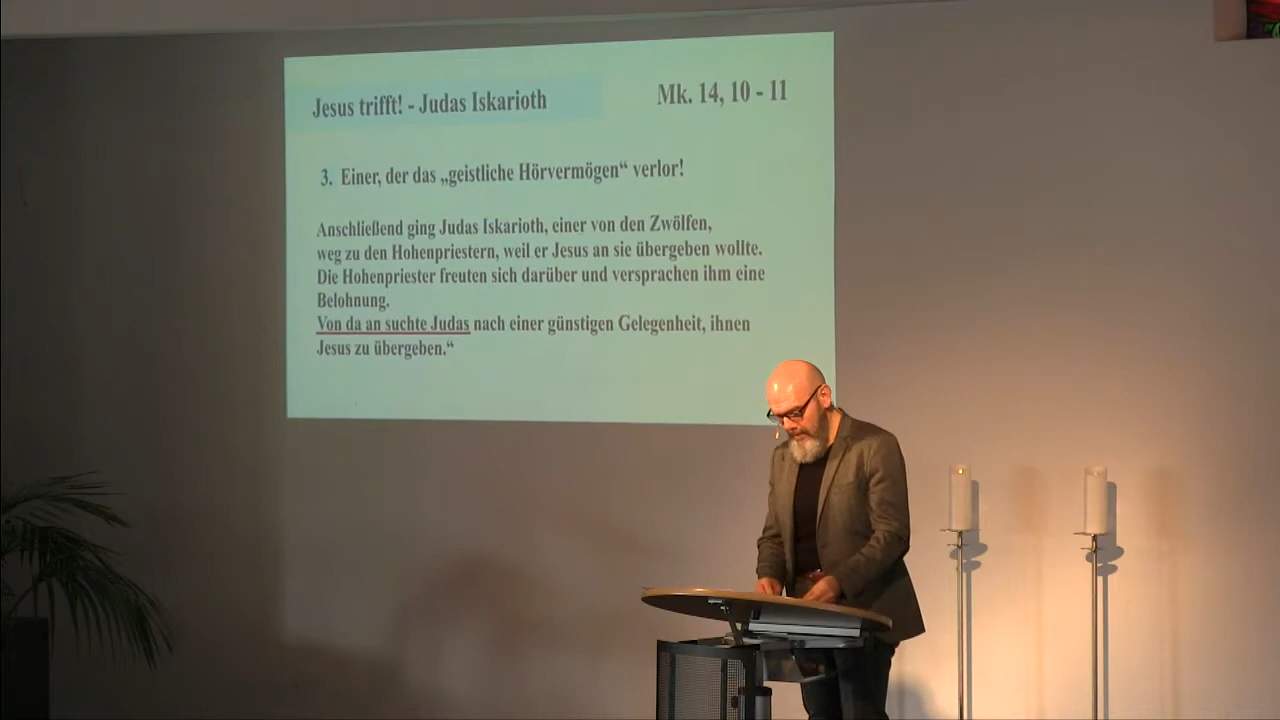 Jesus trifft! - Judas Iskarioth
Mk. 14, 10 - 11
3. Einer, der das „geistliche Hörvermögen“ verlor!
Anschließend ging Judas Iskarioth, einer von den Zwölfen,
weg zu den Hohenpriestern, weil er Jesus an sie übergeben wollte.
Die Hohenpriester freuten sich darüber und versprachen ihm eine
Belohnung.
Von da an suchte Judas nach einer günstigen Gelegenheit, ihnen
Jesus zu übergeben.“